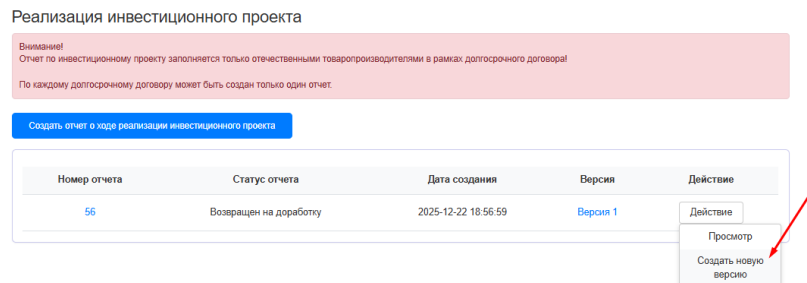 Реализация инвестиционного проекта
Внимание!
Отчет по инвестиционному проекту заполняется только отечественными товаропроизводителями в рамках долгосрочного договора!
По каждому долгосрочному договору может быть создан только один отчет.
Создать отчет о ходе реализации инвестиционного проекта
Номер отчета Статус отчета Дата создания Версия Действие
56 Возвращен на доработку 2025-12-22 18:56:59 Версия 1 Действие
Просмотр
Создать новую
версию